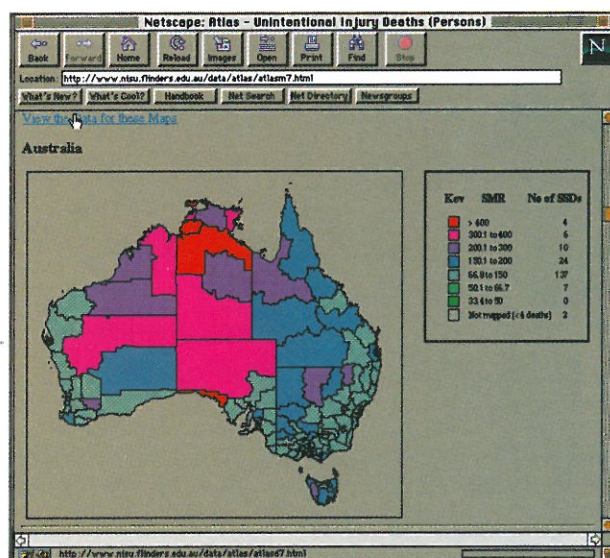 Netscape: Atlas - Unintentional Injury Deaths (Persons)
Back Forward Home Reload Images Open Print Find Stop
N
Location: http://www.nisu.flinders.edu.au/data/atlas/atlasm7.html
What's New? What's Cool? Handbook Net Search Net Directory Newsgroups
View the Data for these Maps
Australia
Key SMR No of SSDs
> 400 4
300.1 to 400 6
200.1 to 300 10
150.1 to 200 24
66.8 to 150 137
50.1 to 66.7 7
33.4 to 50 0
Not mapped (<6 deaths) 2
http://www.nisu.flinders.edu.au/data/atlas/atlasd7.html